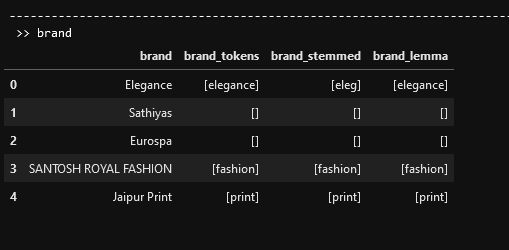 >> brand
brand brand_tokens brand_stemmed brand_lemma
0 Elegance [elegance] [eleg] [elegance]
1 Sathiyas [] [] []
2 Eurospa [] [] []
3 SANTOSH ROYAL FASHION [fashion] [fashion] [fashion]
4 Jaipur Print [print] [print] [print]